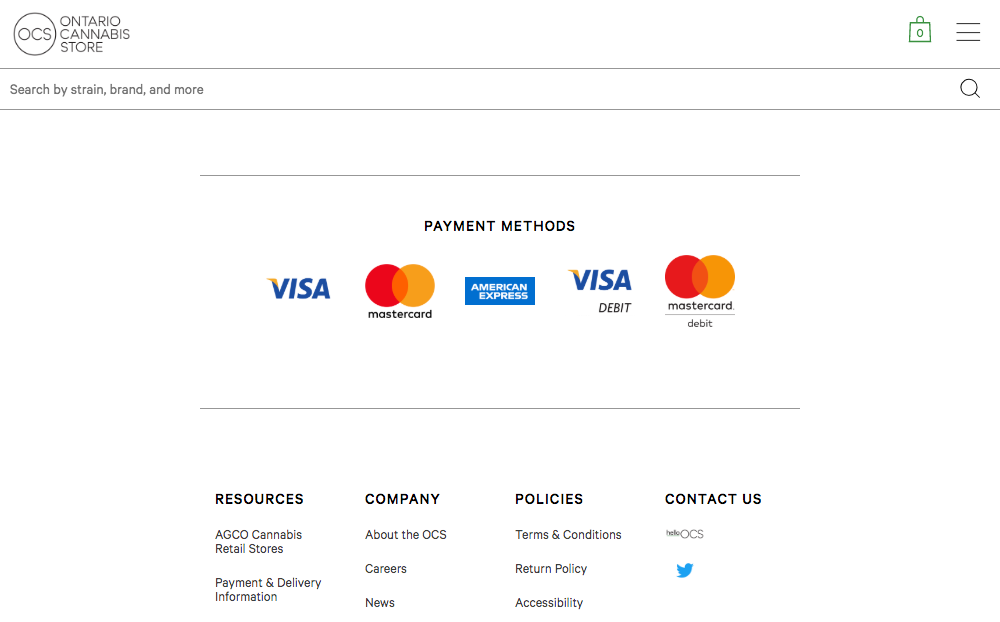 OCS
ONTARIO
CANNABIS
STORE
0
Search by strain, brand, and more
PAYMENT METHODS
VISA
mastercard
AMERICAN
EXPRESS
VISA
DEBIT
mastercard.
debit
RESOURCES
AGCO Cannabis
Retail Stores
Payment & Delivery
Information
COMPANY
About the OCS
Careers
News
POLICIES
Terms & Conditions
Return Policy
Accessibility
CONTACT US
helloOCS